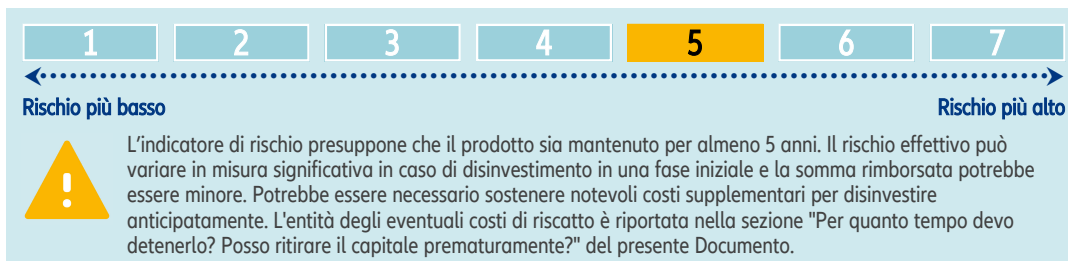 1 2 3 4 5 6 7
Rischio più basso Rischio più alto
L'indicatore di rischio presuppone che il prodotto sia mantenuto per almeno 5 anni. Il rischio effettivo può
variare in misura significativa in caso di disinvestimento in una fase iniziale e la somma rimborsata potrebbe
essere minore. Potrebbe essere necessario sostenere notevoli costi supplementari per disinvestire
anticipatamente. L'entità degli eventuali costi di riscatto è riportata nella sezione "Per quanto tempo devo
detenerlo? Posso ritirare il capitale prematuramente?" del presente Documento.